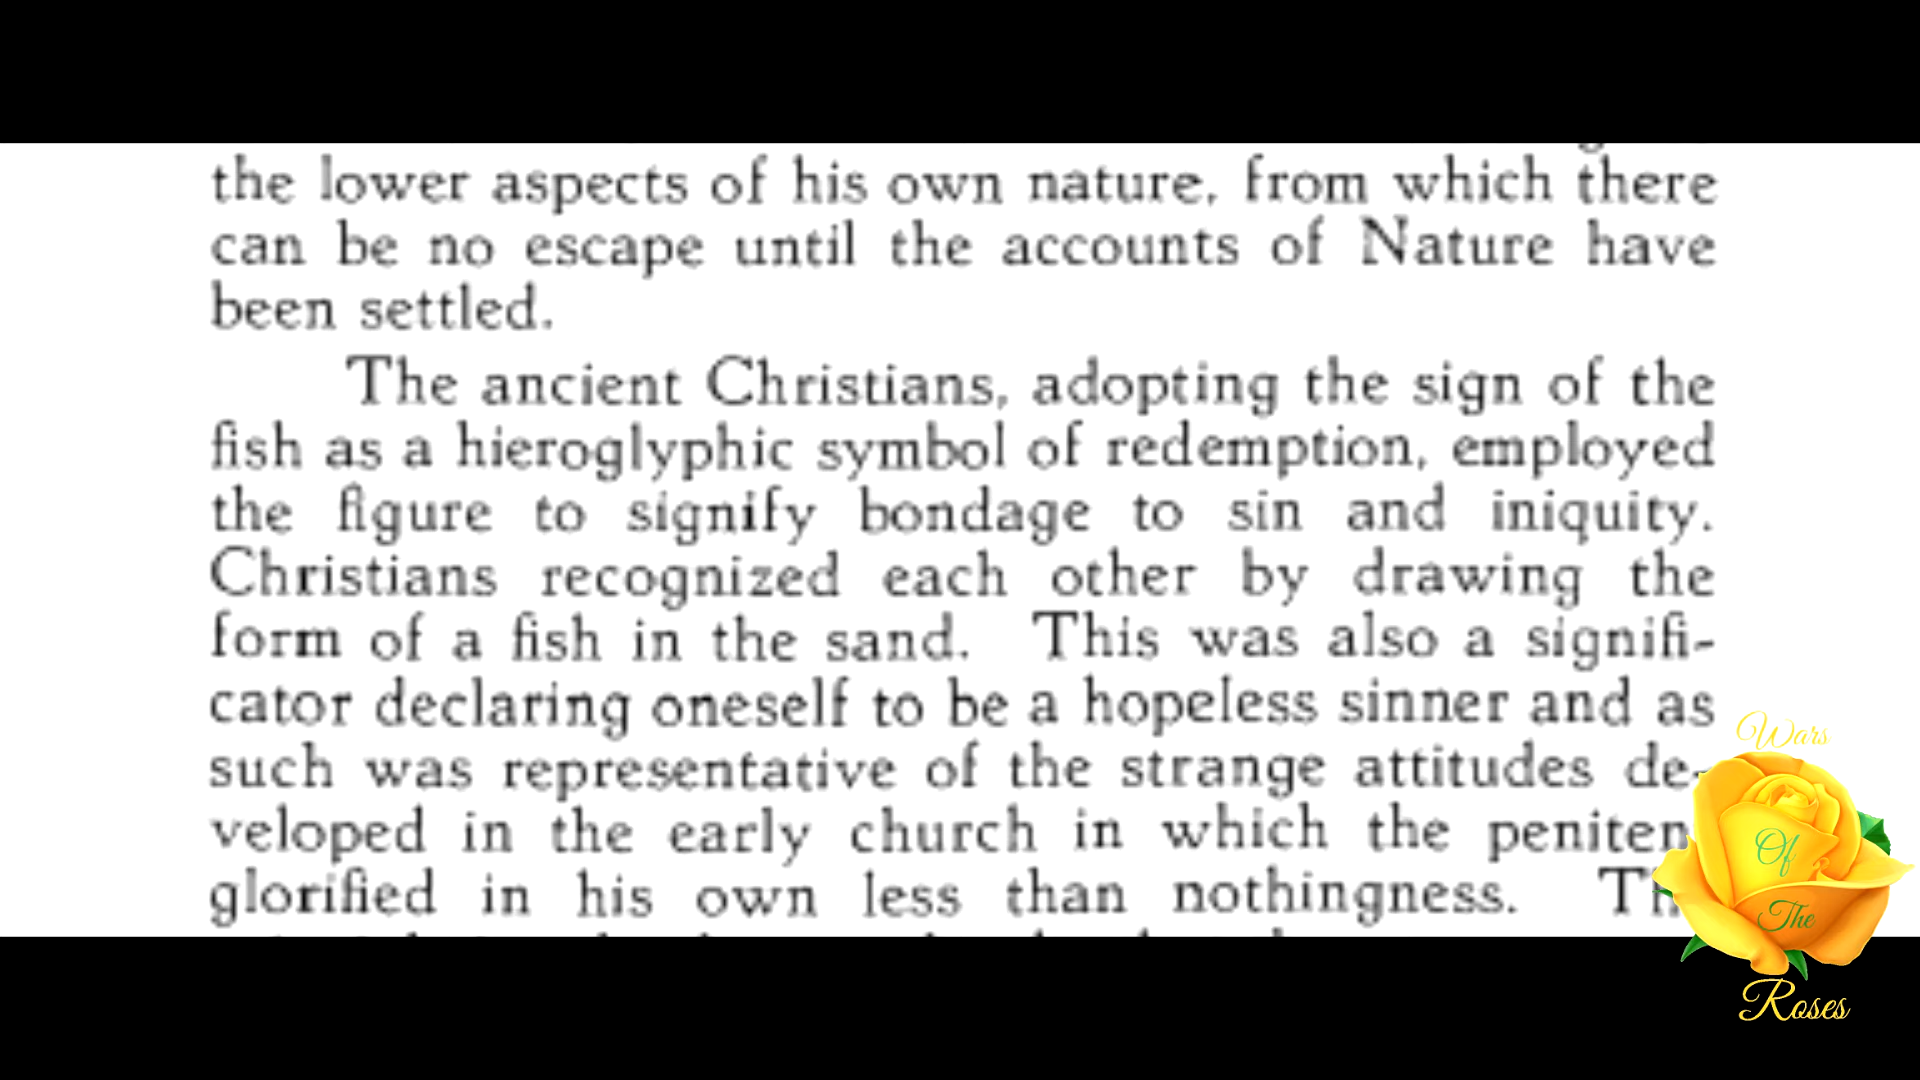 the lower aspects of his own nature, from which there
can be no escape until the accounts of Nature have
been settled.
The ancient Christians, adopting the sign of the
fish as a hieroglyphic symbol of redemption, employed
the figure to signify bondage to sin and iniquity.
Christians recognized each other by drawing the
form of a fish in the sand. This was also a signifi-
cator declaring oneself to be a hopeless sinner and as
such was representative of the strange attitudes de-
veloped in the early church in which the peniten
glorified in his own less than nothingness.
Wars
Of
The
Roses